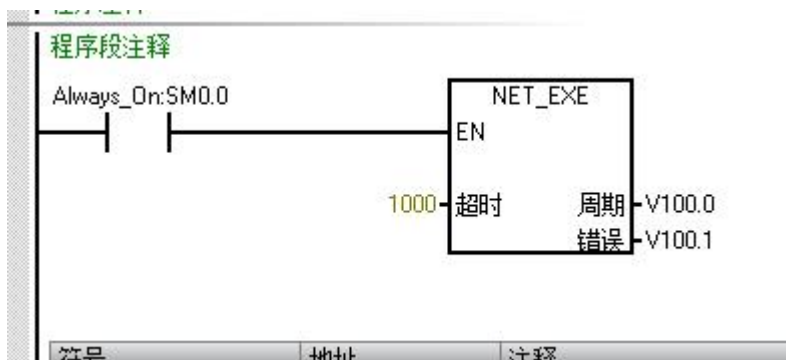 程序段注释
Always_On:SM0.0
NET_EXE
EN
1000 超时 周期 V100.0
错误 V100.1
符号 地址 注释